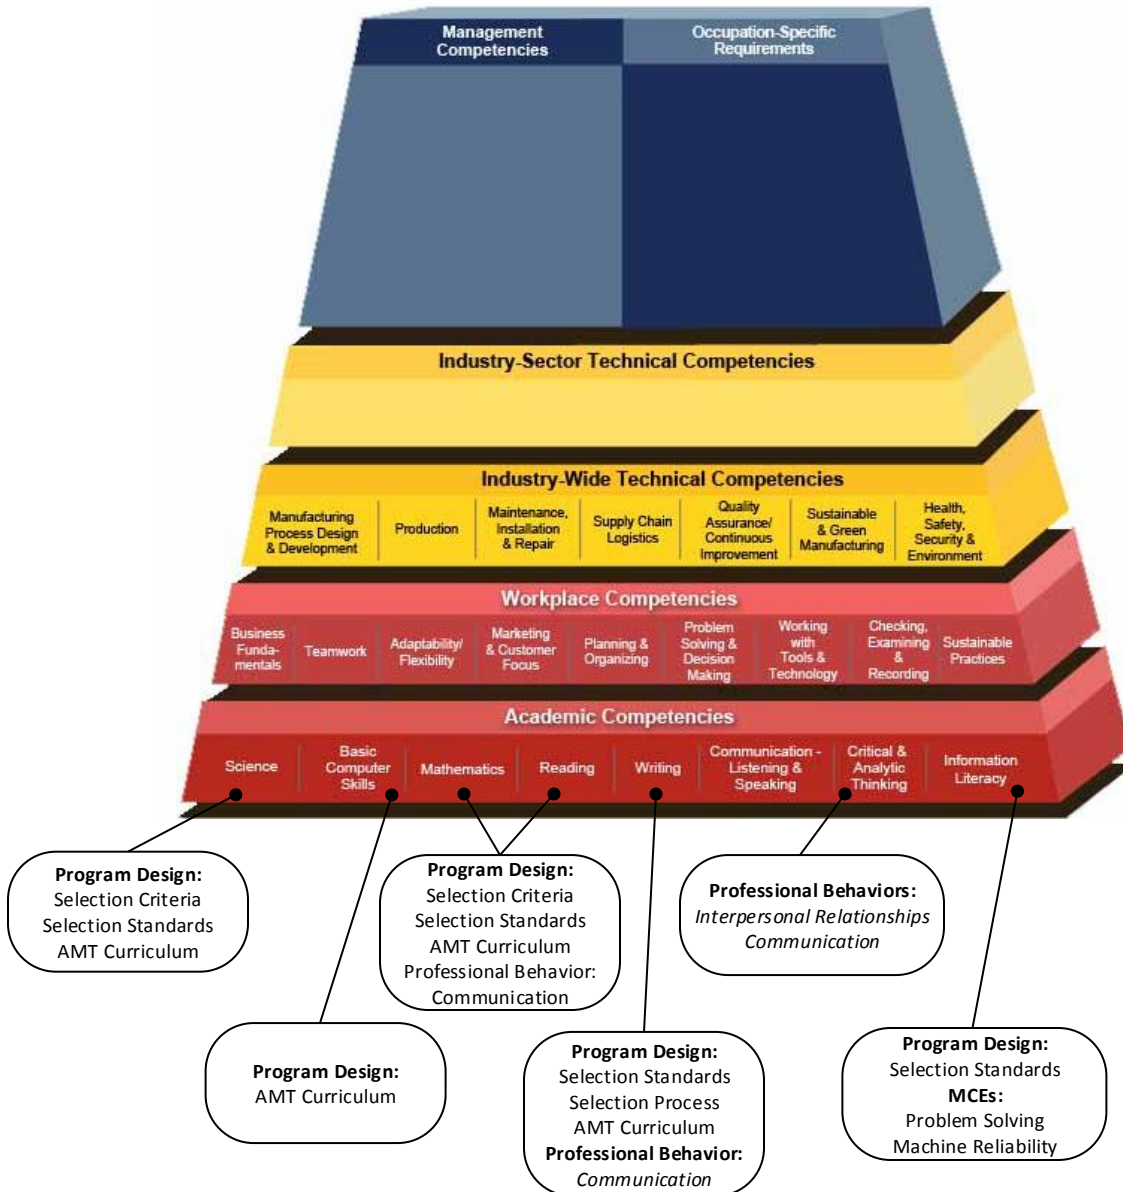 Management
Competencies
Occupation-Specific
Requirements
Industry-Sector Technical Competencies
Industry-Wide Technical Competencies
Manufacturing
Process Design
& Development
Production
Maintenance,
Installation
& Repair
Supply Chain
Logistics
Quality
Assurance/
Continuous
Improvement
Sustainable
& Green
Manufacturing
Health,
Safety,
Security &
Environment
Workplace Competencies
Business
Funda-
mentals
Teamwork
Adaptability/
Flexibility
Marketing
& Customer
Focus
Planning &
Organizing
Problem
Solving &
Decision
Making
Working
with
Tools &
Technology
Checking,
Examining
&
Recording
Sustainable
Practices
Academic Competencies
Science
Basic
Computer
Skills
Mathematics
Reading
Writing
Communication -
Listening &
Speaking
Critical &
Analytic
Thinking
Information
Literacy
Program Design:
Selection Criteria
Selection Standards
AMT Curriculum
Program Design:
Selection Criteria
Selection Standards
AMT Curriculum
Professional Behavior:
Communication
Professional Behaviors:
Interpersonal Relationships
Communication
Program Design:
AMT Curriculum
Program Design:
Selection Standards
Selection Process
AMT Curriculum
Professional Behavior:
Communication
Program Design:
Selection Standards
MCEs:
Problem Solving
Machine Reliability